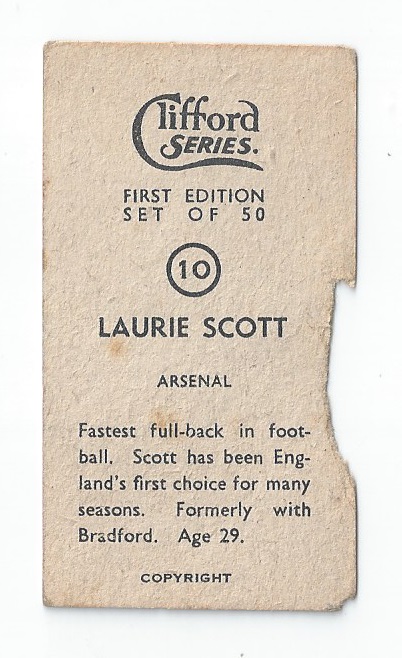 Clifford
SERIES.
FIRST EDITION
SET OF 50
10
LAURIE SCOTT
ARSENAL
Fastest full-back in foot-
ball. Scott has been Eng-
land's first choice for many
seasons. Formerly with
Bradford. Age 29.
COPYRIGHT